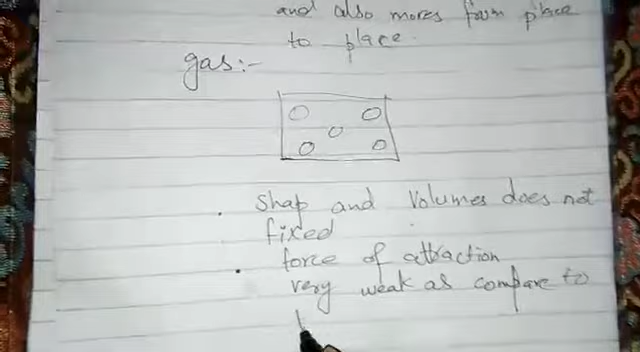 and also moves from place
to place.
gas:-
. shap and volumes does not
fixed
. force of attraction
very weak as compare to